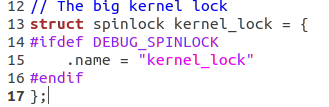 12 // The big kernel lock
13 struct spinlock kernel_lock = {
14 #ifdef DEBUG_SPINLOCK
15     .name = "kernel_lock"
16 #endif
17 };